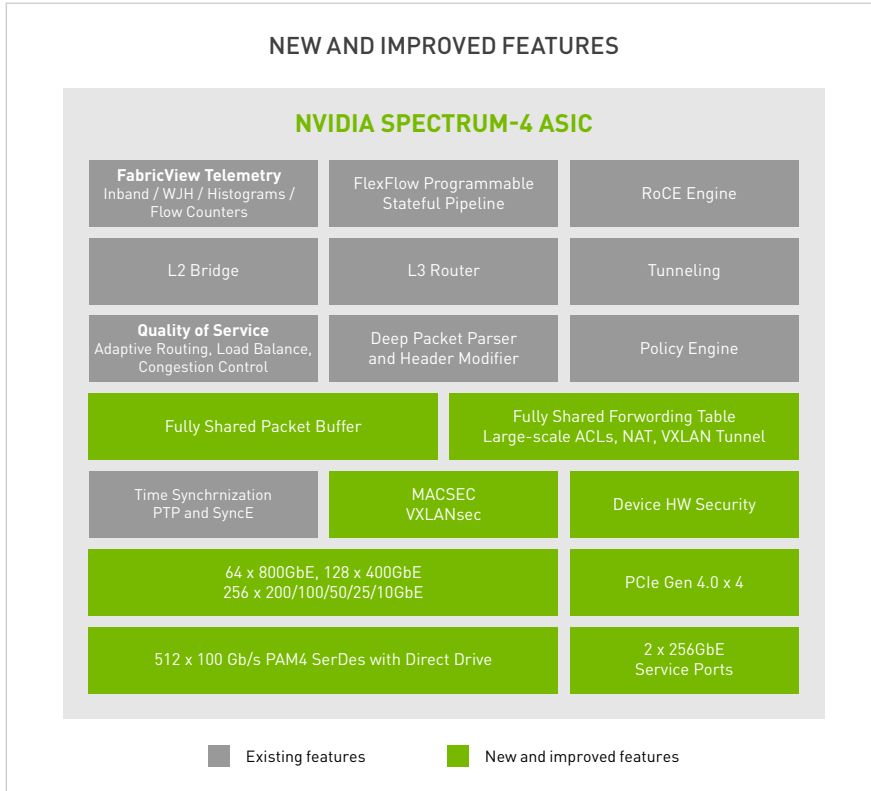 NEW AND IMPROVED FEATURES
NVIDIA SPECTRUM-4 ASIC
FabricView Telemetry
Inband / WJH / Histograms /
Flow Counters
FlexFlow Programmable
Stateful Pipeline
RoCE Engine
L2 Bridge
L3 Router
Tunneling
Quality of Service
Adaptive Routing, Load Balance,
Congestion Control
Deep Packet Parser
and Header Modifier
Policy Engine
Fully Shared Packet Buffer
Fully Shared Forwording Table
Large-scale ACLs, NAT, VXLAN Tunnel
Time Synchrnization
PTP and SyncE
MACSEC
VXLANsec
Device HW Security
64 x 800GbE, 128 x 400GbE
256 x 200/100/50/25/10GbE
PCIe Gen 4.0 x 4
512 x 100 Gb/s PAM4 SerDes with Direct Drive
2 x 256GbE
Service Ports
Existing features
New and improved features